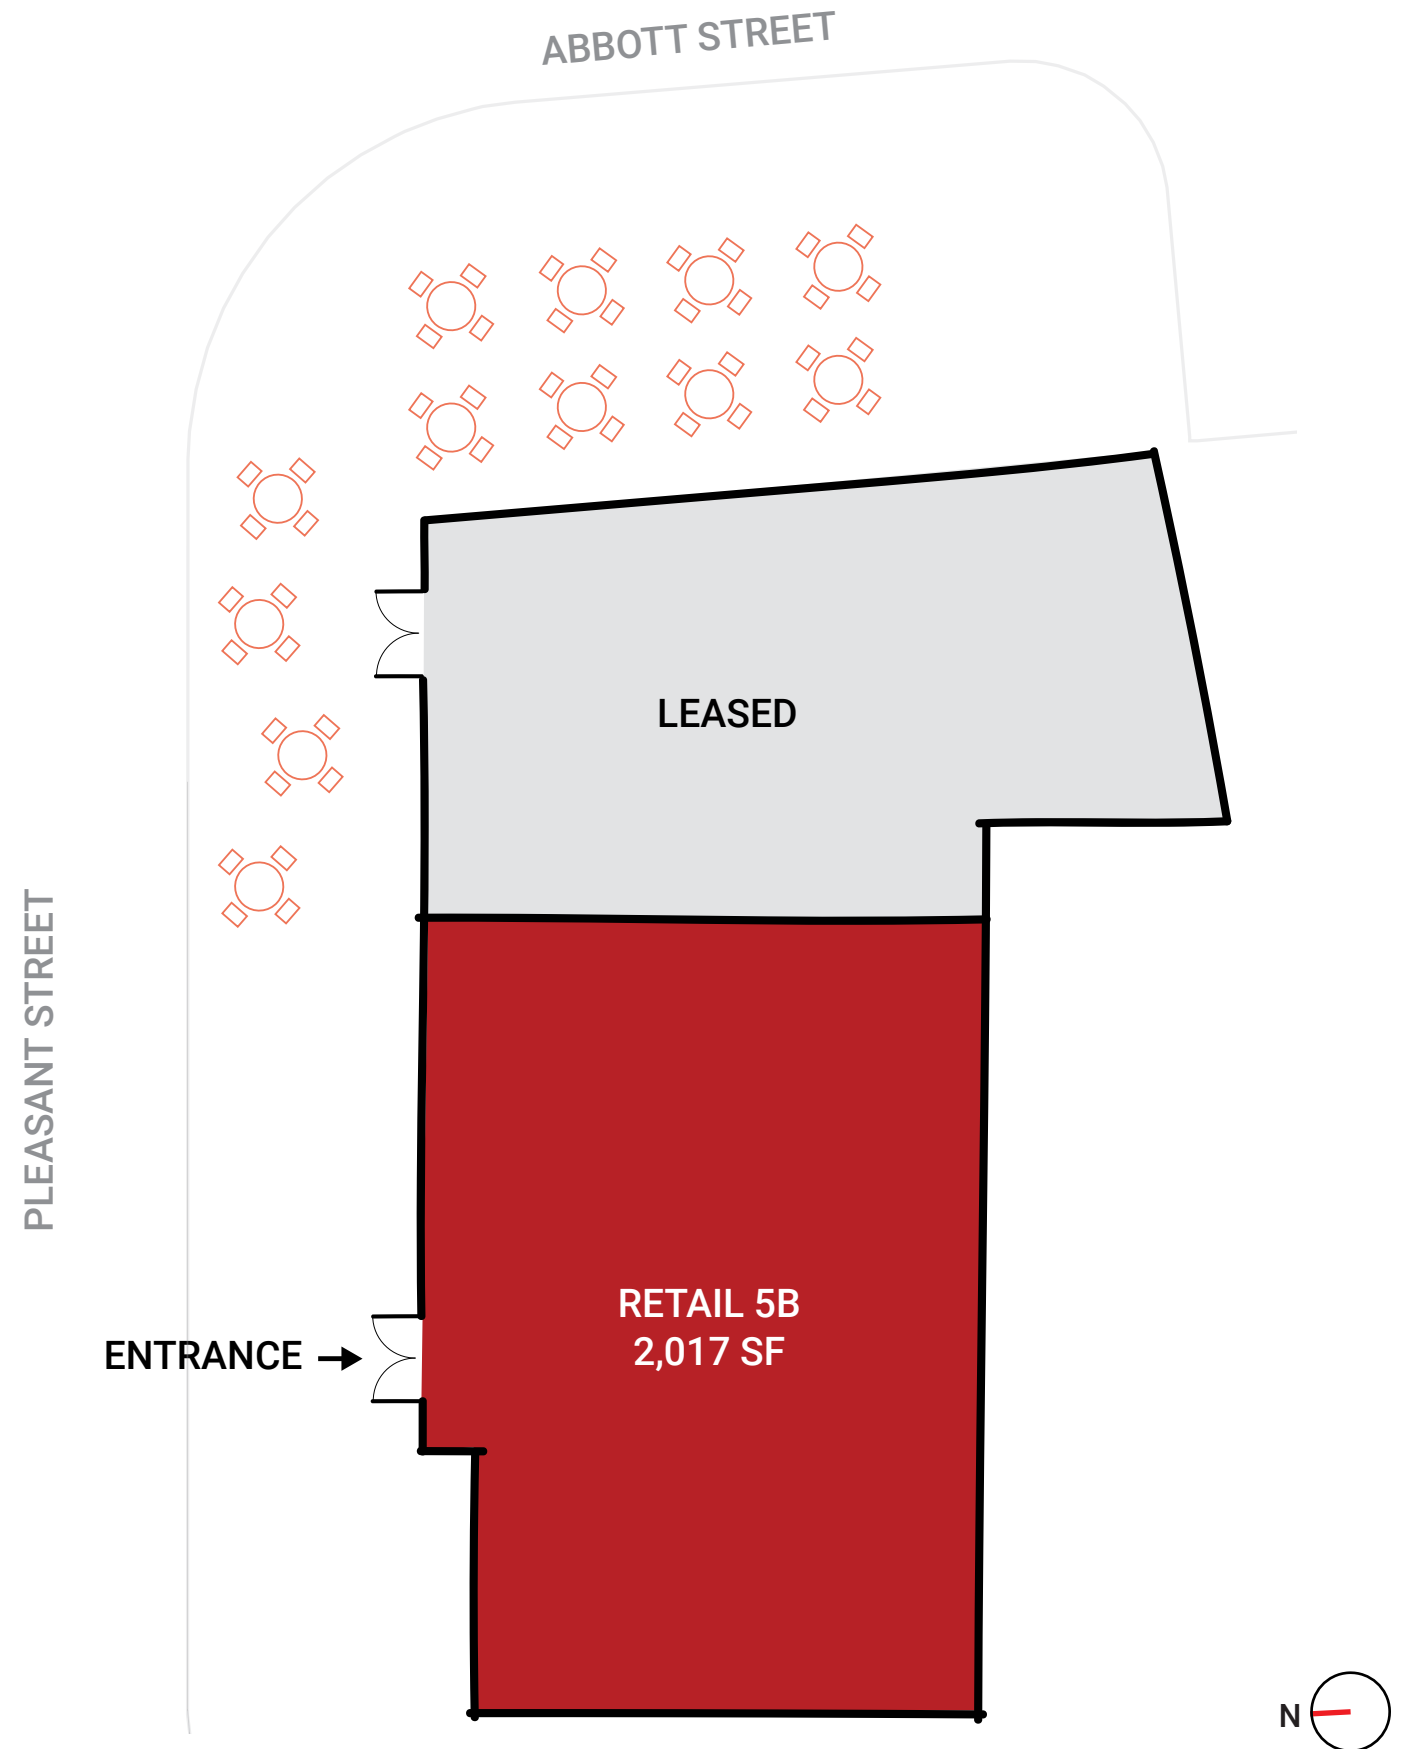 ABBOTT STREET
LEASED
PLEASANT STREET
RETAIL 5B
2,017 SF
ENTRANCE
N